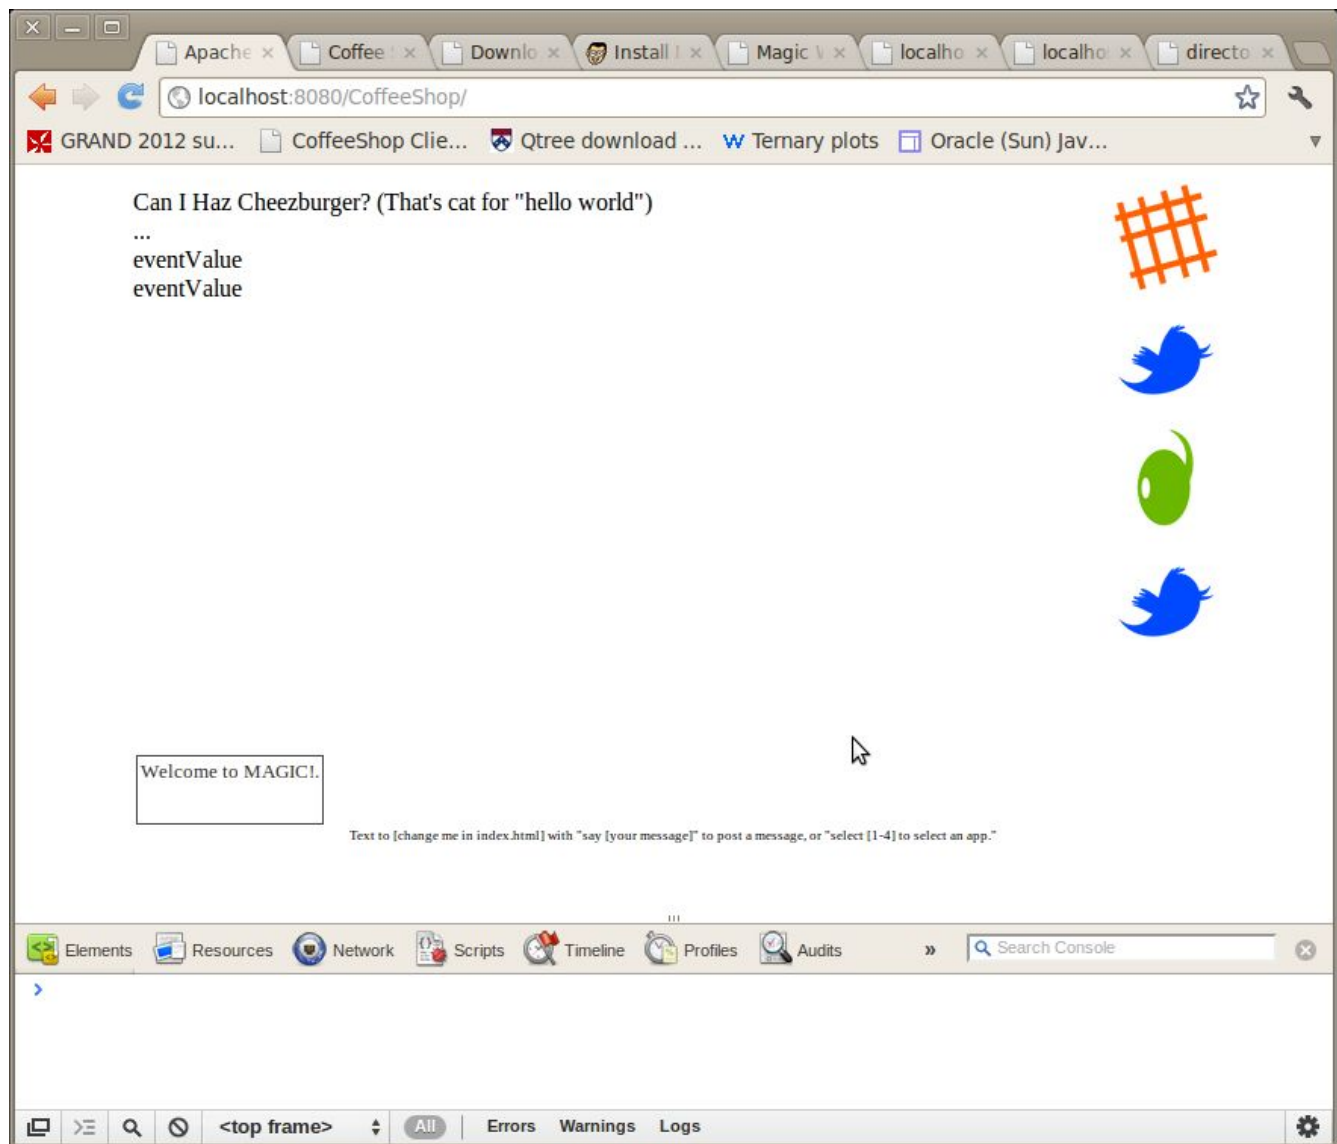 Apache
Coffee
Downlo
Install
Magic
localho
localho
directo
localhost:8080/CoffeeShop/
GRAND 2012 su... CoffeeShop Clie... Qtree download ... W Ternary plots Oracle (Sun) Jav...
Can I Haz Cheezburger? (That's cat for "hello world")
...
eventValue
eventValue
Welcome to MAGIC!.
Text to [change me in index.html] with "say [your message]" to post a message, or "select [1-4] to select an app."
Elements Resources Network Scripts Timeline Profiles Audits » Search Console
<top frame> All Errors Warnings Logs